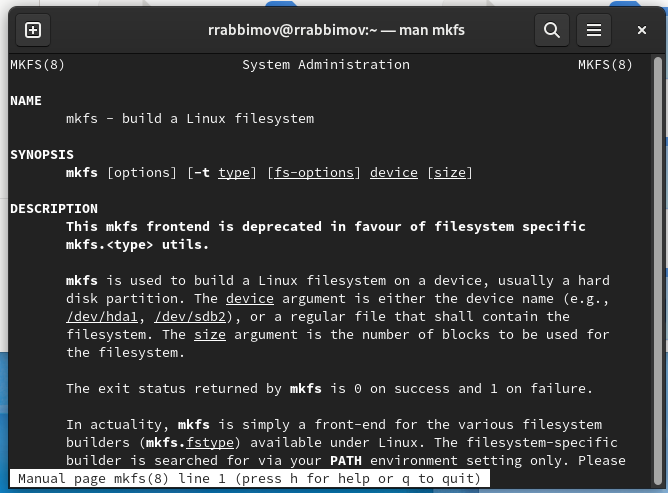 rrabbimov@rrabbimov:~ — man mkfs
MKFS(8) System Administration MKFS(8)
NAME
mkfs - build a Linux filesystem
SYNOPSIS
mkfs [options] [-t type] [fs-options] device [size]
DESCRIPTION
This mkfs frontend is deprecated in favour of filesystem specific
mkfs.<type> utils.
mkfs is used to build a Linux filesystem on a device, usually a hard
disk partition. The device argument is either the device name (e.g.,
/dev/hda1, /dev/sdb2), or a regular file that shall contain the
filesystem. The size argument is the number of blocks to be used for
the filesystem.
The exit status returned by mkfs is 0 on success and 1 on failure.
In actuality, mkfs is simply a front-end for the various filesystem
builders (mkfs.fstype) available under Linux. The filesystem-specific
builder is searched for via your PATH environment setting only. Please
Manual page mkfs(8) line 1 (press h for help or q to quit)